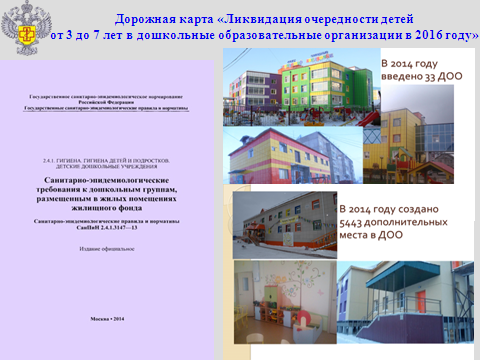 Дорожная карта «Ликвидация очередности детей
от 3 до 7 лет в дошкольные образовательные организации в 2016 году»
Государственное санитарно-эпидемиологическое нормирование
Российской Федерации
Государственные санитарно-эпидемиологические правила и нормативы
2.4.1. ГИГИЕНА. ГИГИЕНА ДЕТЕЙ И ПОДРОСТКОВ.
ДЕТСКИЕ ДОШКОЛЬНЫЕ УЧРЕЖДЕНИЯ
Санитарно-эпидемиологические
требования к дошкольным группам,
размещенным в жилых помещениях
жилищного фонда
Санитарно-эпидемиологические правила и нормативы
СанПиН 2.4.1.3147—13
Издание официальное
Москва • 2014
В 2014 году
введено 33 ДОО
В 2014 году создано
5443 дополнительных
места в ДОО